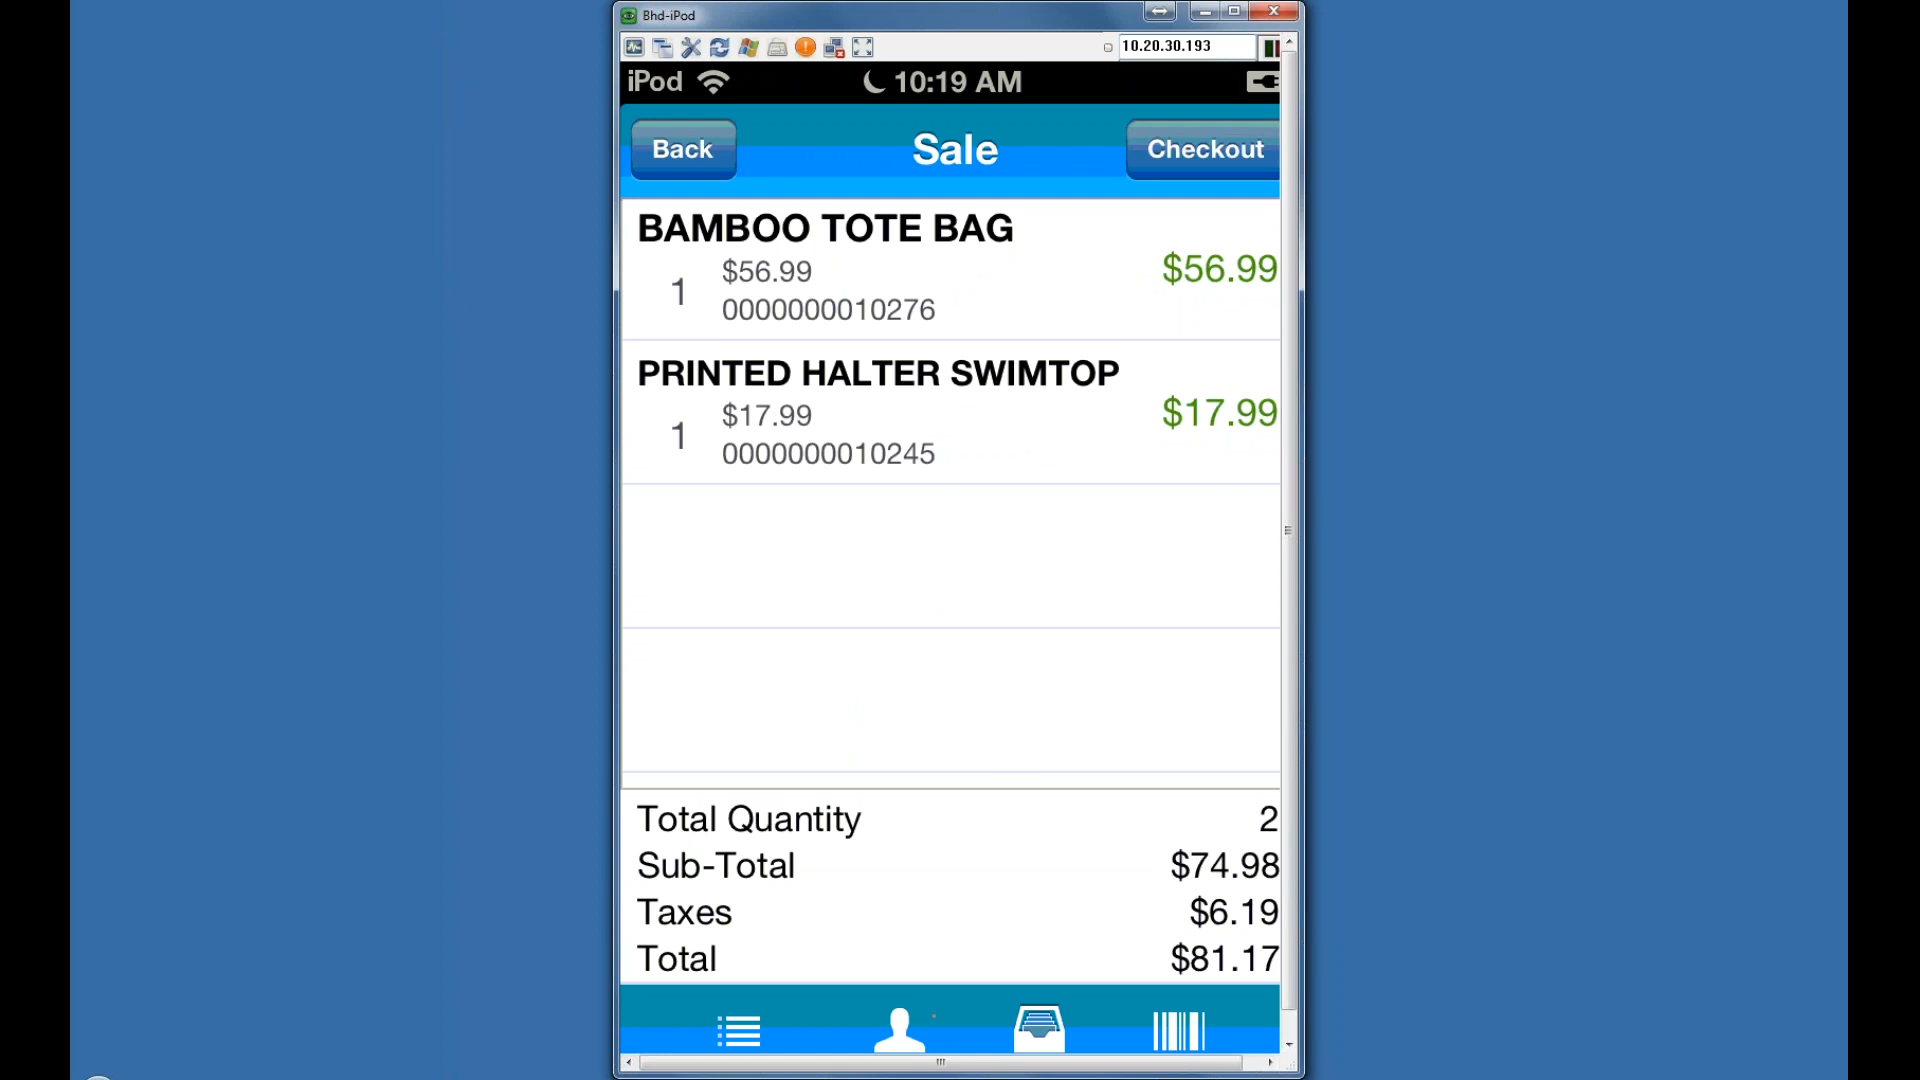 Bhd-iPod
10.20.30.193
iPod 10:19 AM
Back Sale Checkout
BAMBOO TOTE BAG
1 $56.99 $56.99
0000000010276
PRINTED HALTER SWIMTOP
1 $17.99 $17.99
0000000010245
Total Quantity 2
Sub-Total $74.98
Taxes $6.19
Total $81.17